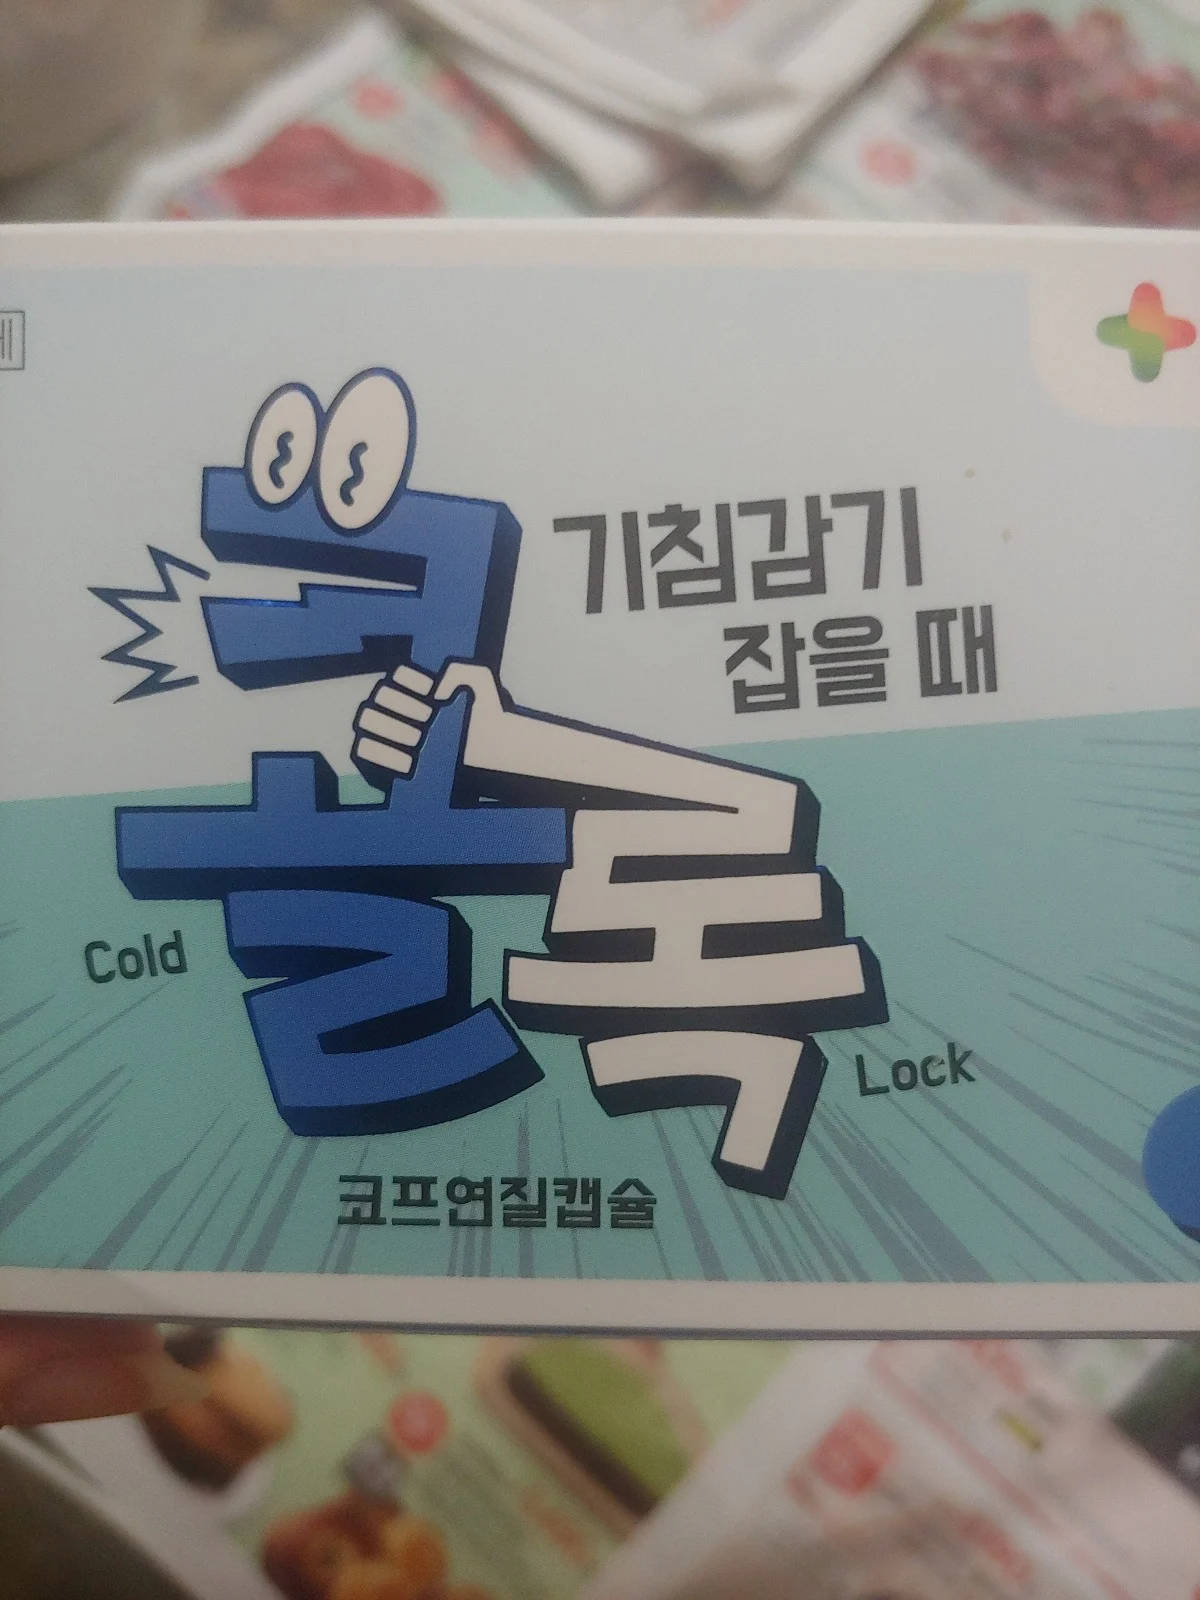 기침감기
잡을 때
콜록
Cold
Lock
코프연질캡슐